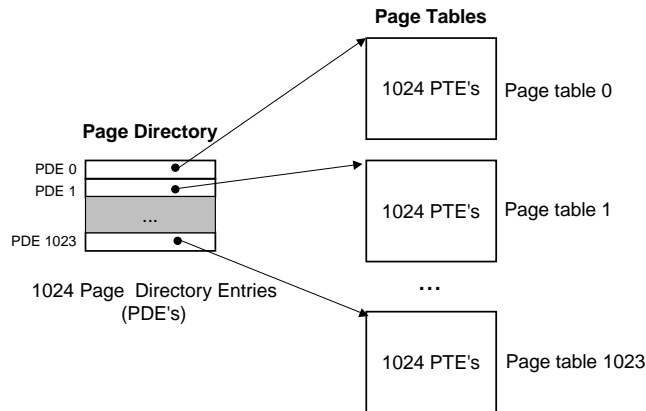 Page Tables
1024 PTE's
Page table 0
Page Directory
PDE 0
PDE 1
...
PDE 1023
1024 Page Directory Entries
(PDE's)
1024 PTE's
Page table 1
...
1024 PTE's
Page table 1023